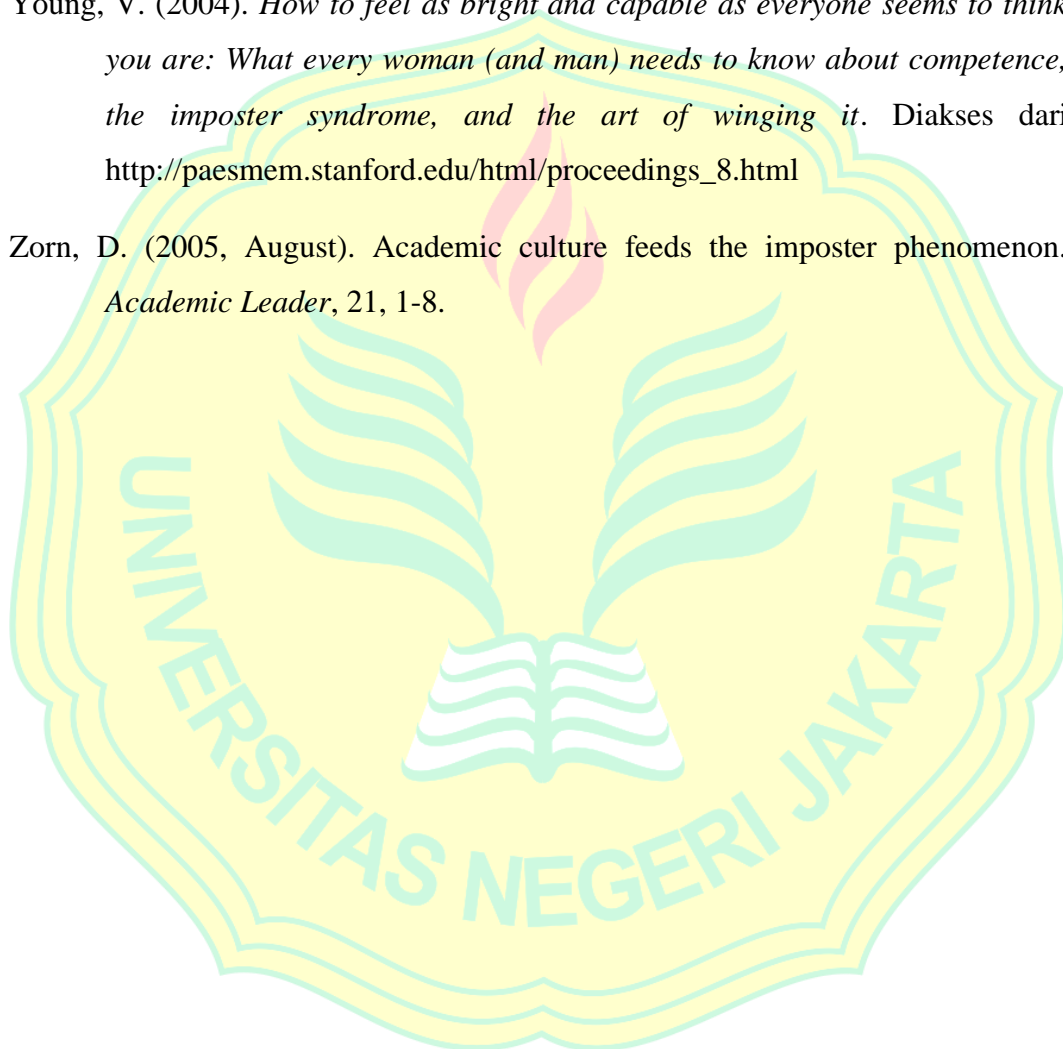 Young, V. (2004). How to feel as bright and capable as everyone seems to think
you are: What every woman (and man) needs to know about competence,
the imposter syndrome, and the art of winging it. Diakses dari
http://paesmem.stanford.edu/html/proceedings_8.html
Zorn, D. (2005, August). Academic culture feeds the imposter phenomenon.
Academic Leader, 21, 1-8.
UNIVERSITAS NEGERI JAKARTA